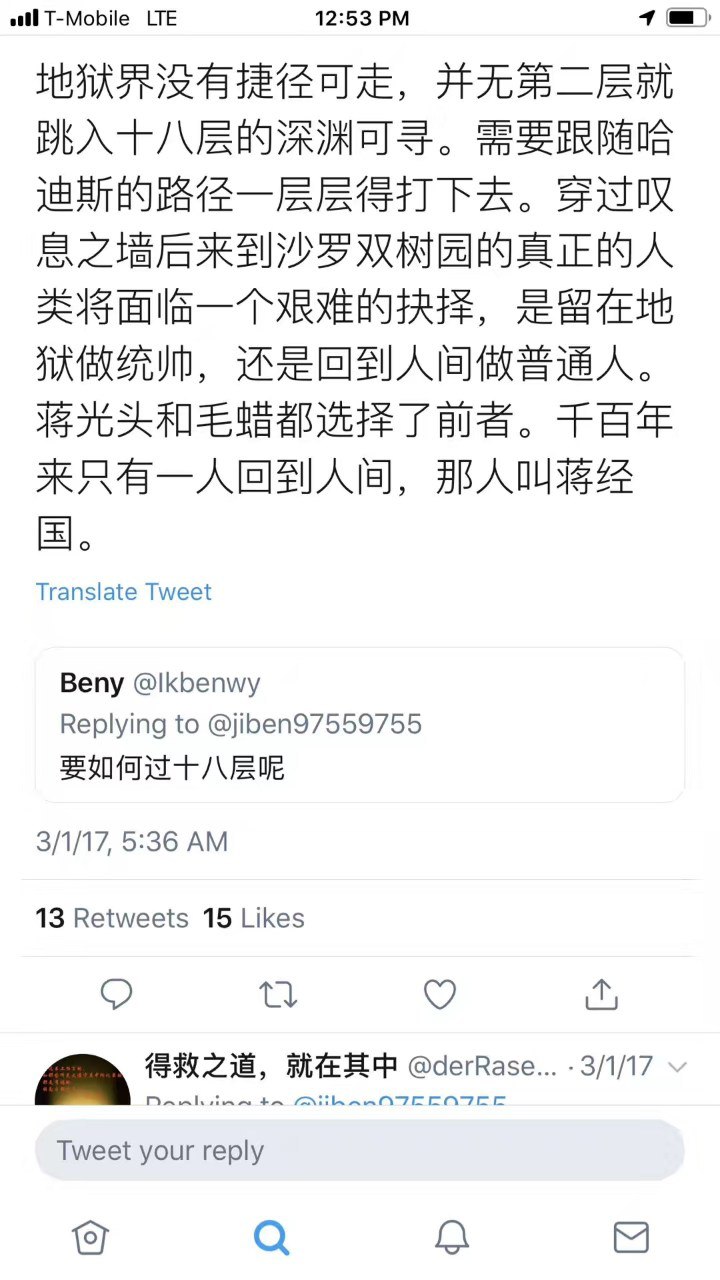 T-Mobile LTE 12:53 PM
地狱界没有捷径可走，并无第二层就
跳入十八层的深渊可寻。需要跟随哈
迪斯的路径一层层得打下去。穿过叹
息之墙后来到沙罗双树园的真正的人
类将面临一个艰难的抉择，是留在地
狱做统帅，还是回到人间做普通人。
蒋光头和毛蜡都选择了前者。千百年
来只有一人回到人间，那人叫蒋经
国。
Translate Tweet
Beny @Ikbenwy
Replying to @jiben97559755
要如何过十八层呢
3/1/17, 5:36 AM
13 Retweets 15 Likes
得救之道，就在其中 @derRase... · 3/1/17
Replying to @jiben97559755
Tweet your reply